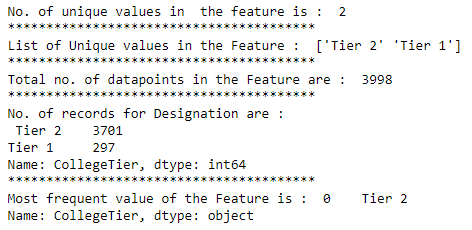 No. of unique values in  the feature is :  2
****************************************
List of Unique values in the Feature :  ['Tier 2' 'Tier 1']
****************************************
Total no. of datapoints in the Feature are :  3998
****************************************
No. of records for Designation are :
 Tier 2    3701
Tier 1     297
Name: CollegeTier, dtype: int64
****************************************
Most frequent value of the Feature is :  0    Tier 2
Name: CollegeTier, dtype: object